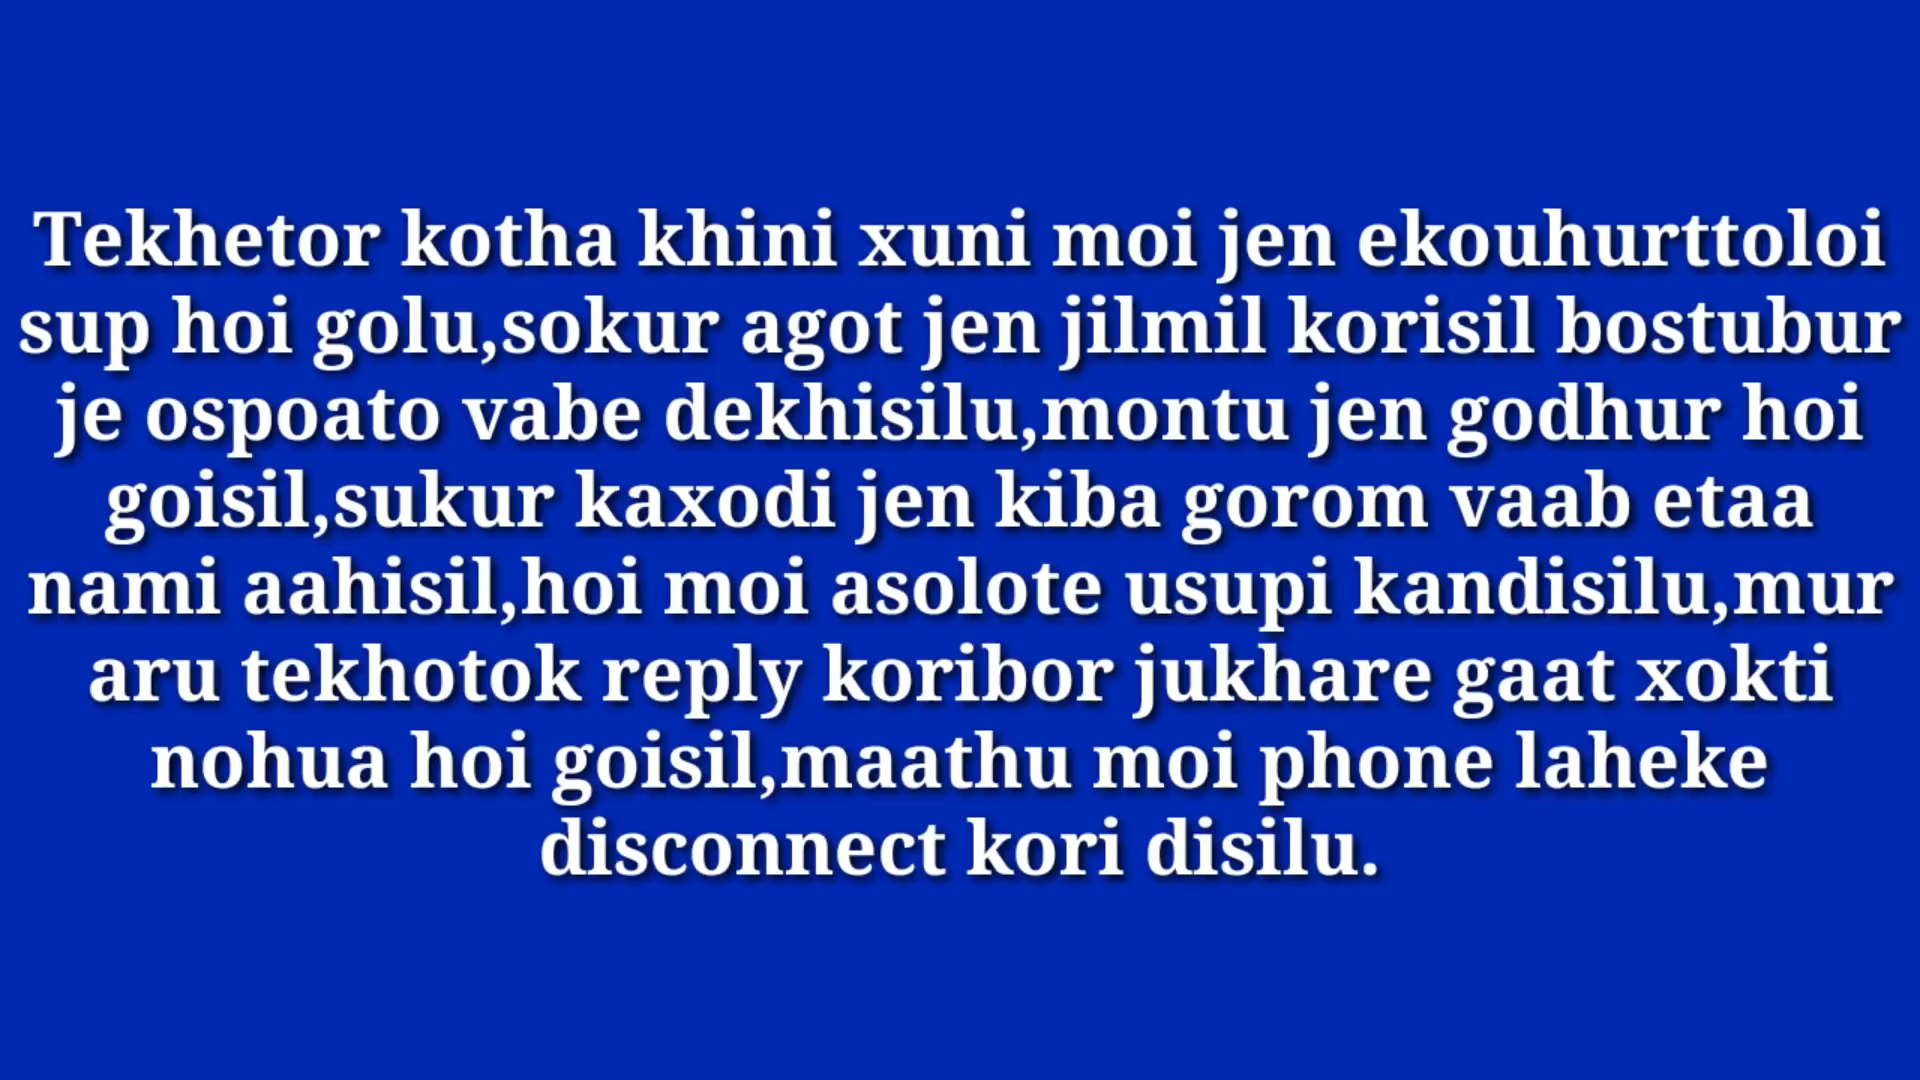 Tekhetor kotha khini xuni moi jen ekouhurttoloi
sup hoi golu,sokur agot jen jilmil korisil bostubur
je ospoato vabe dekhisilu,montu jen godhur hoi
goisil,sukur kaxodi jen kiba gorom vaab etaa
nami aahisil,hoi moi asolote usupi kandisilu,mur
aru tekhotok reply koribor jukhare gaat xokti
nohua hoi goisil,maathu moi phone laheke
disconnect kori disilu.